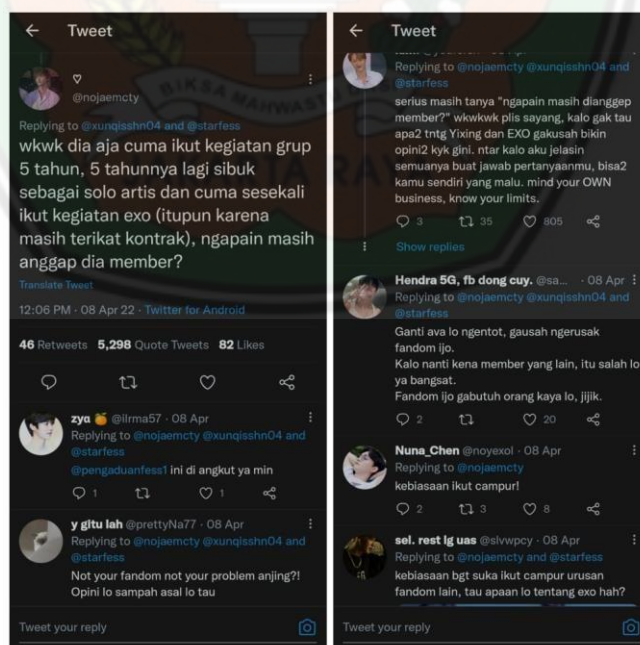 Tweet
♡
@nojaemcty
Replying to @xunqisshn04 and @starfess
wkwk dia aja cuma ikut kegiatan grup
5 tahun, 5 tahunnya lagi sibuk
sebagai solo artis dan cuma sesekali
ikut kegiatan exo (itupun karena
masih terikat kontrak), ngapain masih
anggap dia member?
Translate Tweet
12:06 PM · 08 Apr 22 · Twitter for Android
46 Retweets 5,298 Quote Tweets 82 Likes
zya 🍊 @ilrma57 · 08 Apr
Replying to @nojaemcty @xunqisshn04 and
@starfess
@pengaduanfess1 ini di angkut ya min
1 1
y gitu lah @prettyNa77 · 08 Apr
Replying to @nojaemcty @xunqisshn04 and
@starfess
Not your fandom not your problem anjing?!
Opini lo sampah asal lo tau
Tweet your reply
Tweet
Replying to @nojaemcty @xunqisshn04 and
@starfess
serius masih tanya "ngapain masih dianggep
member?" wkwkwk plis sayang, kalo gak tau
apa2 tntg Yixing dan EXO gakusah bikin
opini2 kyk gini. ntar kalo aku jelasin
semuanya buat jawab pertanyaanmu, bisa2
kamu sendiri yang malu. mind your OWN
business, know your limits.
3 35 805
Show replies
Hendra 5G, fb dong cuy. @sa... · 08 Apr
Replying to @nojaemcty @xunqisshn04 and
@starfess
Ganti ava lo ngentot, gausah ngerusak
fandom ijo.
Kalo nanti kena member yang lain, itu salah lo
ya bangsat.
Fandom ijo gabutuh orang kaya lo, jijik.
2 20
Nuna_Chen @noyexol · 08 Apr
Replying to @nojaemcty
kebiasaan ikut campur!
2 3 8
sel. rest lg uas @slvwpcy · 08 Apr
Replying to @nojaemcty and @starfess
kebiasaan bgt suka ikut campur urusan
fandom lain, tau apaan lo tentang exo hah?
Tweet your reply